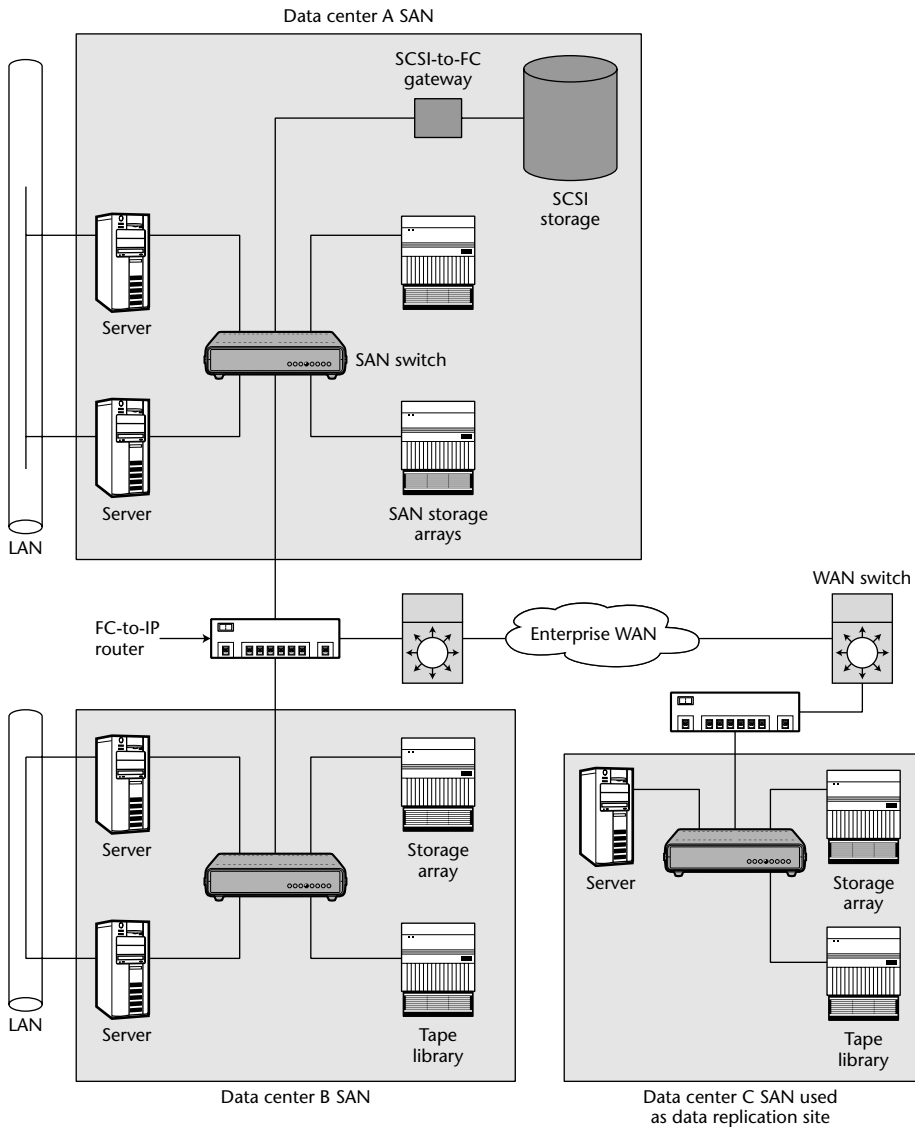 Data center A SAN
SCSI-to-FC
gateway
SCSI
storage
Server
SAN switch
Server
SAN storage
arrays
LAN
WAN switch
FC-to-IP
router
Enterprise WAN
Server
Storage
array
Server
Storage
array
LAN
Server
Tape
library
Tape
library
Data center B SAN
Data center C SAN used
as data replication site